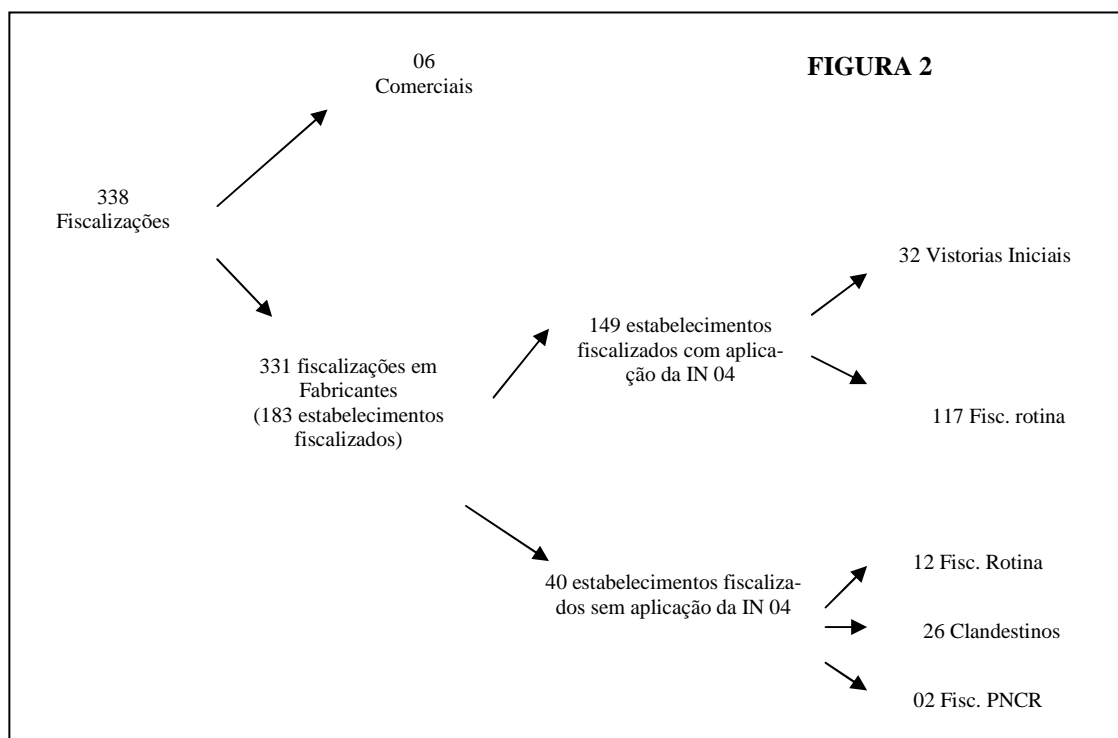 FIGURA 2
06
Comerciais
338
Fiscalizações
331 fiscalizações em
Fabricantes
(183 estabelecimentos
fiscalizados)
149 estabelecimentos
fiscalizados com aplica-
ção da IN 04
32 Vistorias Iniciais
117 Fisc. rotina
40 estabelecimentos fiscaliza-
dos sem aplicação da IN 04
12 Fisc. Rotina
26 Clandestinos
02 Fisc. PNCR